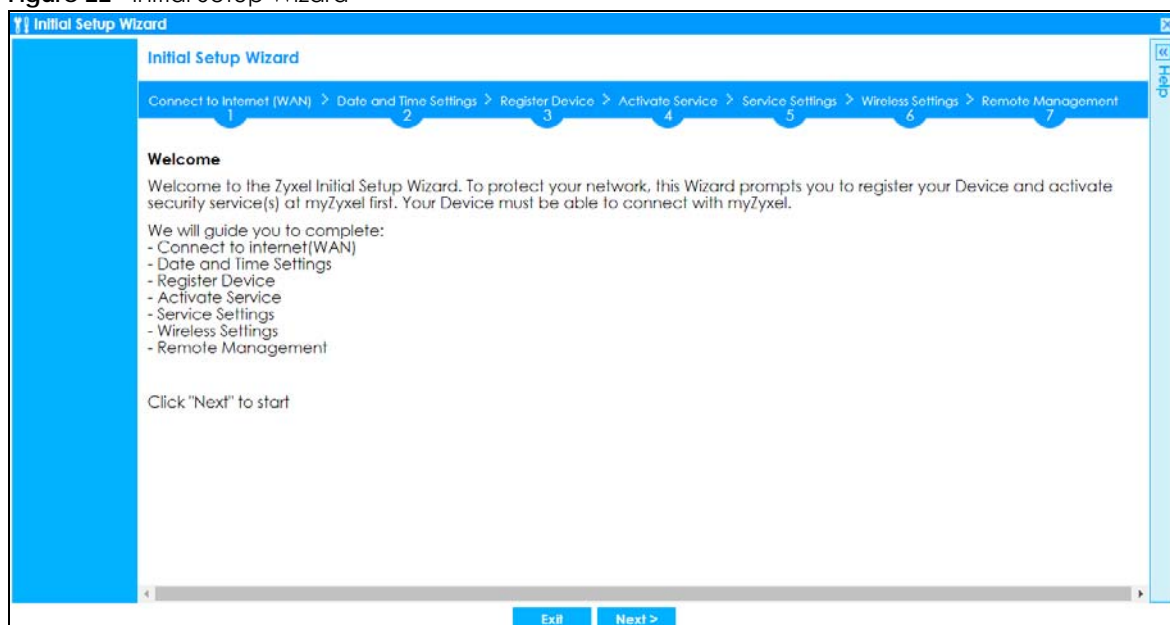 Figure 22 Initial Setup Wizard
Initial Setup Wizard
Initial Setup Wizard
Connect to Internet (WAN) > Date and Time Settings > Register Device > Activate Service > Service Settings > Wireless Settings > Remote Management
1 2 3 4 5 6 7
Help
Welcome
Welcome to the Zyxel Initial Setup Wizard. To protect your network, this Wizard prompts you to register your Device and activate
security service(s) at myZyxel first. Your Device must be able to connect with myZyxel.
We will guide you to complete:
- Connect to internet(WAN)
- Date and Time Settings
- Register Device
- Activate Service
- Service Settings
- Wireless Settings
- Remote Management
Click "Next" to start
Exit Next >